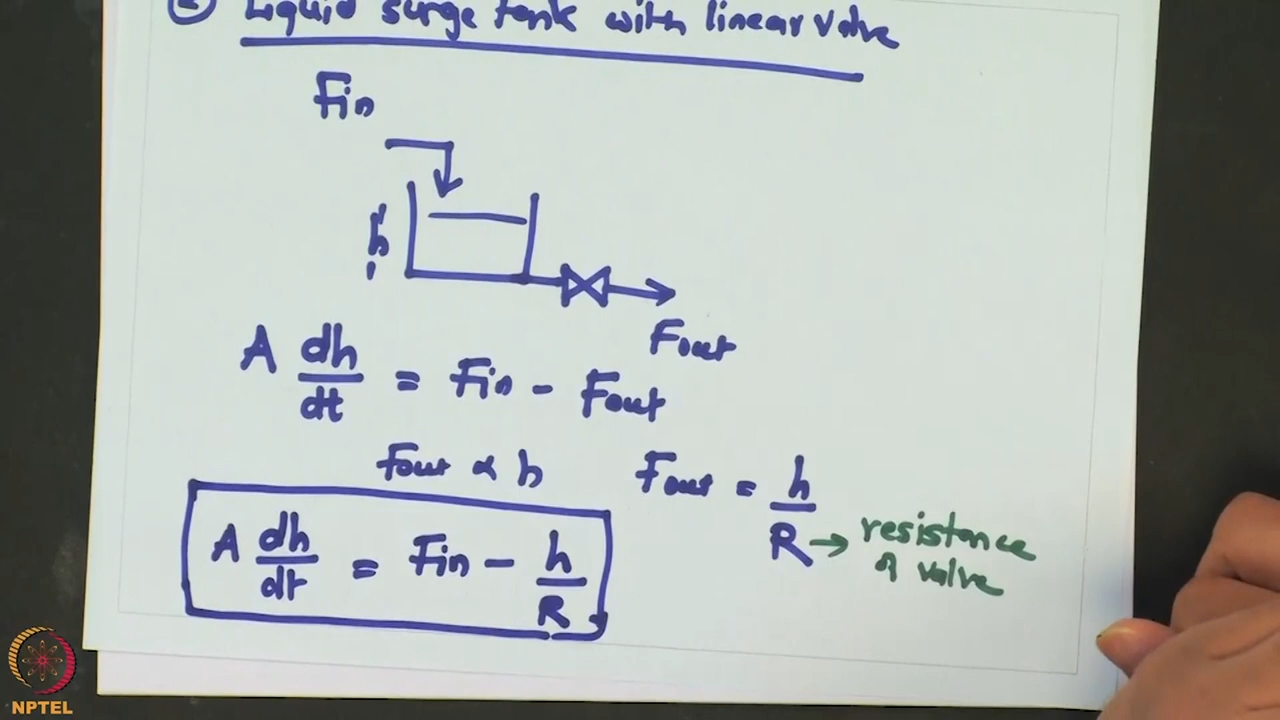 ② Liquid surge tank with linear valve
Fin
h
Fout
A dh/dt = Fin - Fout
Fout ∝ h Fout = h/R → resistance of valve
A dh/dt = Fin - h/R
NPTEL